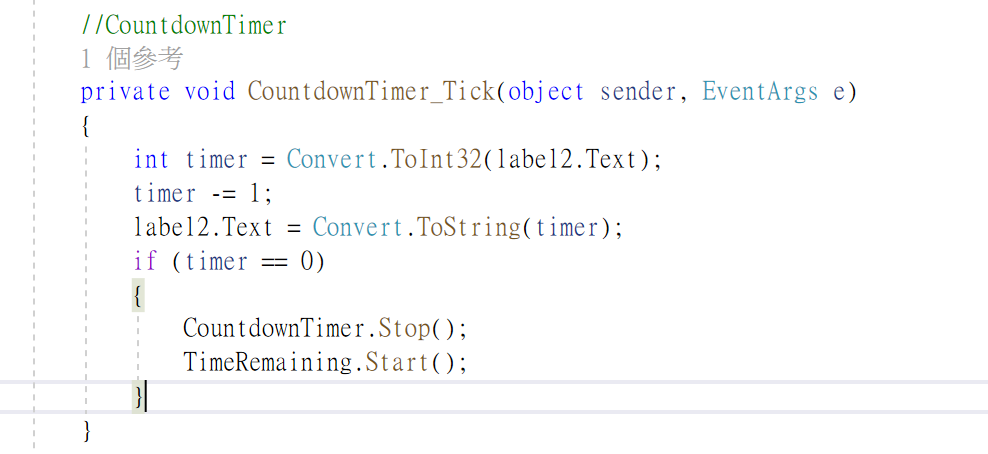 //CountdownTimer
1 個參考
private void CountdownTimer_Tick(object sender, EventArgs e)
{
int timer = Convert.ToInt32(label2.Text);
timer -= 1;
label2.Text = Convert.ToString(timer);
if (timer == 0)
{
CountdownTimer.Stop();
TimeRemaining.Start();
}
}